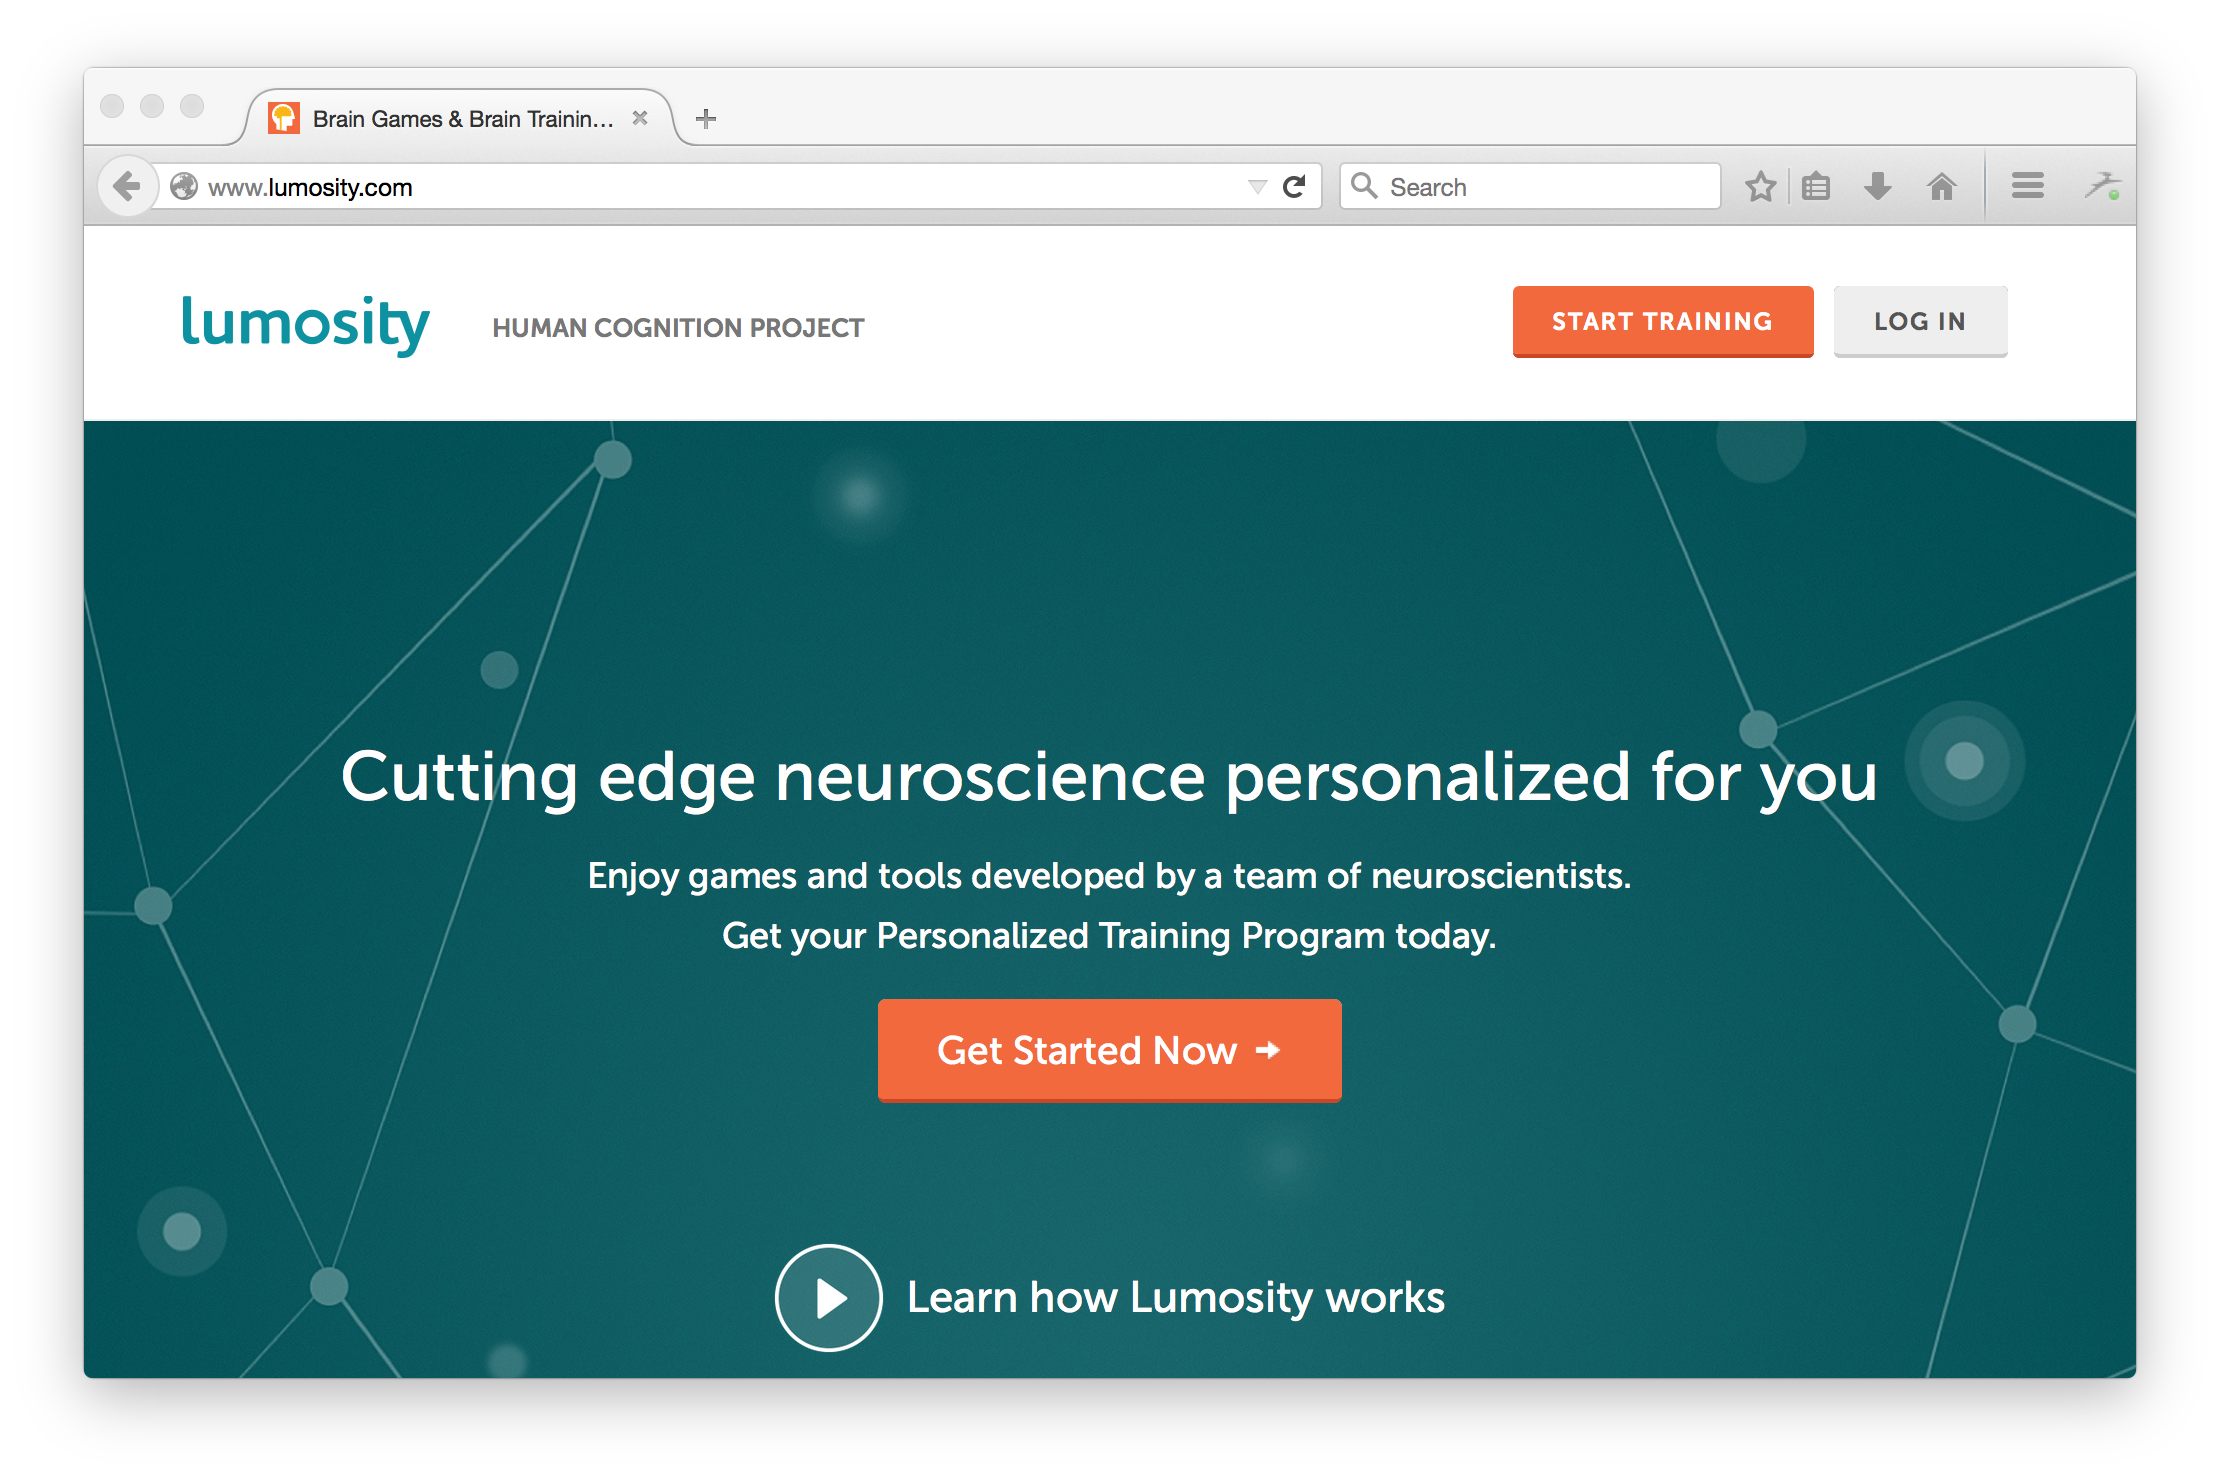 Brain Games & Brain Trainin...
www.lumosity.com
Search
lumosity
HUMAN COGNITION PROJECT
START TRAINING
LOG IN
Cutting edge neuroscience personalized for you
Enjoy games and tools developed by a team of neuroscientists.
Get your Personalized Training Program today.
Get Started Now
Learn how Lumosity works